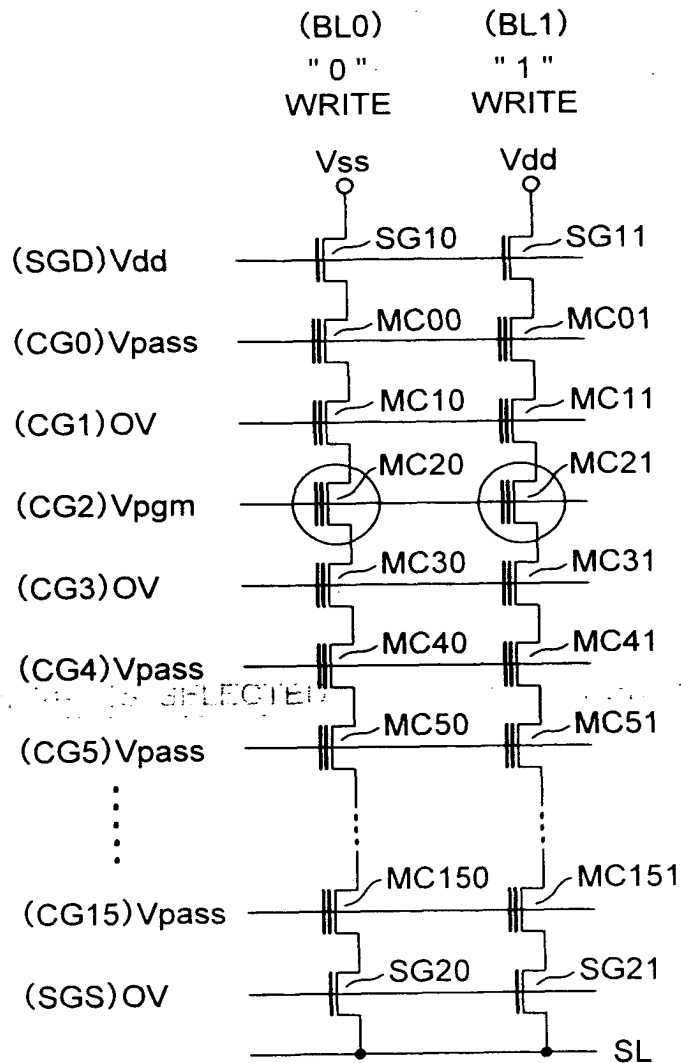 (BL0) (BL1)
"0" "1"
WRITE WRITE
Vss Vdd
(SGD)Vdd SG10 SG11
(CG0)Vpass MC00 MC01
(CG1)OV MC10 MC11
(CG2)Vpgm MC20 MC21
(CG3)OV MC30 MC31
(CG4)Vpass MC40 MC41
SELECTED
(CG5)Vpass MC50 MC51
(CG15)Vpass MC150 MC151
(SGS)OV SG20 SG21
SL